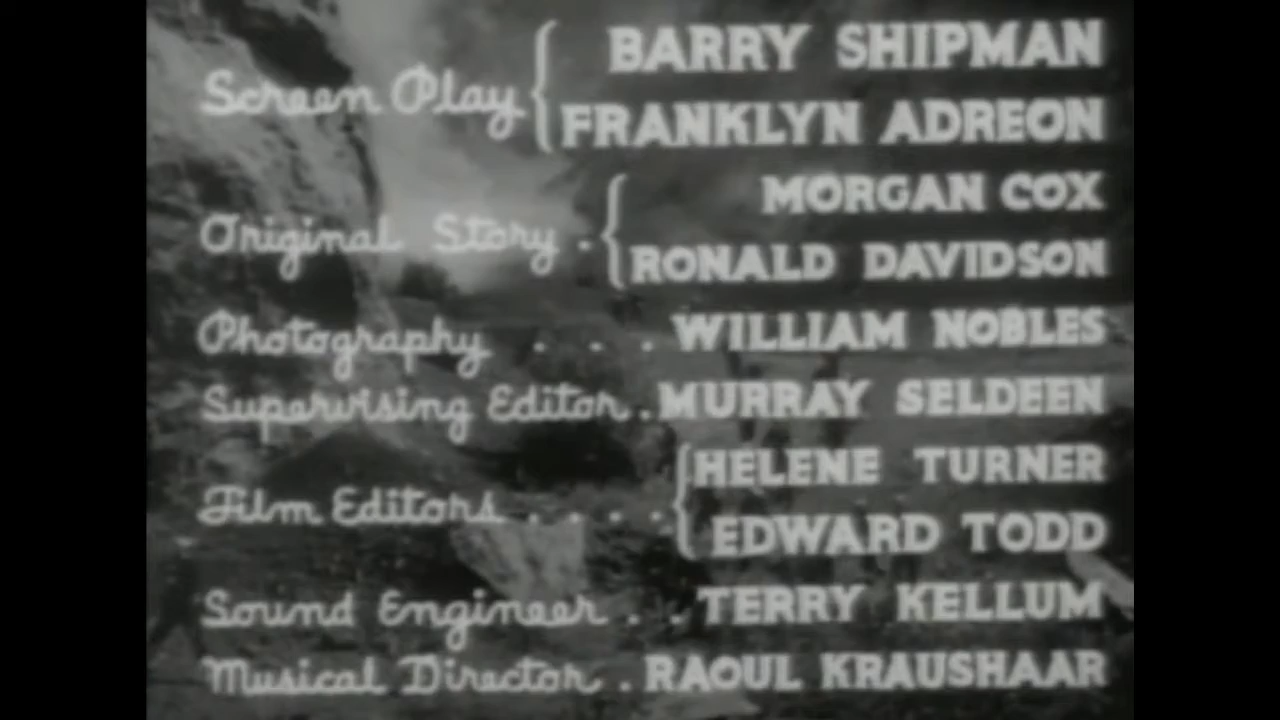 Screen Play { BARRY SHIPMAN
FRANKLYN ADREON
Original Story . { MORGAN COX
RONALD DAVIDSON
Photography . . . WILLIAM NOBLES
Supervising Editor . MURRAY SELDEEN
Film Editors . . . . { HELENE TURNER
EDWARD TODD
Sound Engineer . . TERRY KELLUM
Musical Director . RAOUL KRAUSHAAR